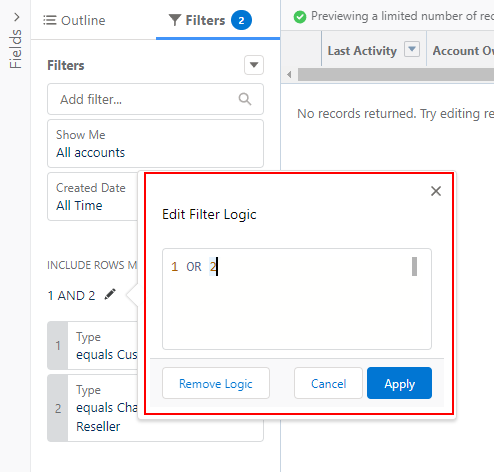 Fields
Outline
Filters 2
Previewing a limited number of rec
Filters
Last Activity
Account Ow
Add filter...
No records returned. Try editing re
Show Me
All accounts
Created Date
All Time
Edit Filter Logic
INCLUDE ROWS M
1 OR 2
1 AND 2
1
Type
equals Cus
2
Type
equals Cha
Reseller
Remove Logic
Cancel
Apply